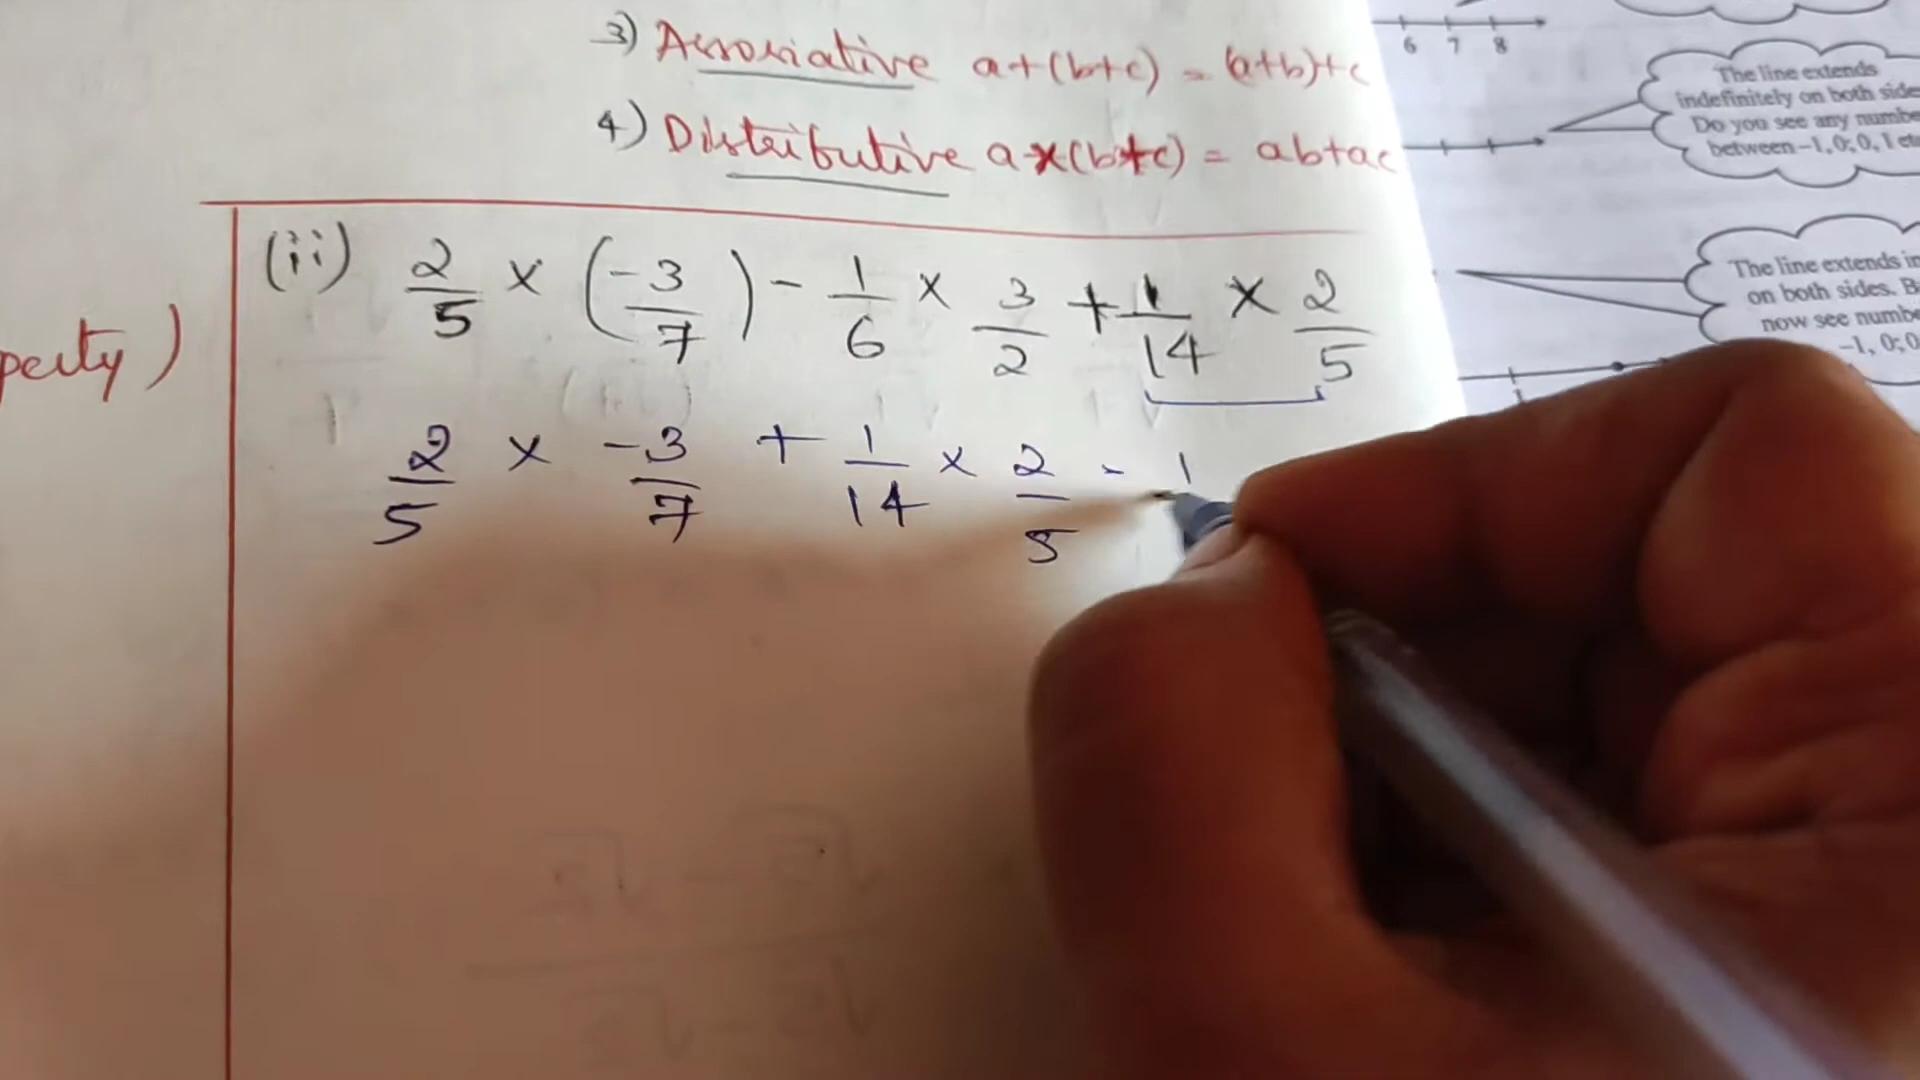 3) Associative a+(b+c) = (a+b)+c
4) Distributive a×(b+c) = ab+ac
(ii) 2/5 × (-3/7) - 1/6 × 3/2 + 1/14 × 2/5
2/5 × -3/7 + 1/14 × 2/5 - 1
perty)
6 7 8
The line extends
indefinitely on both side
Do you see any numbe
between -1, 0; 0, 1 etc
The line extends in
on both sides. B
now see numbe
-1, 0; 0